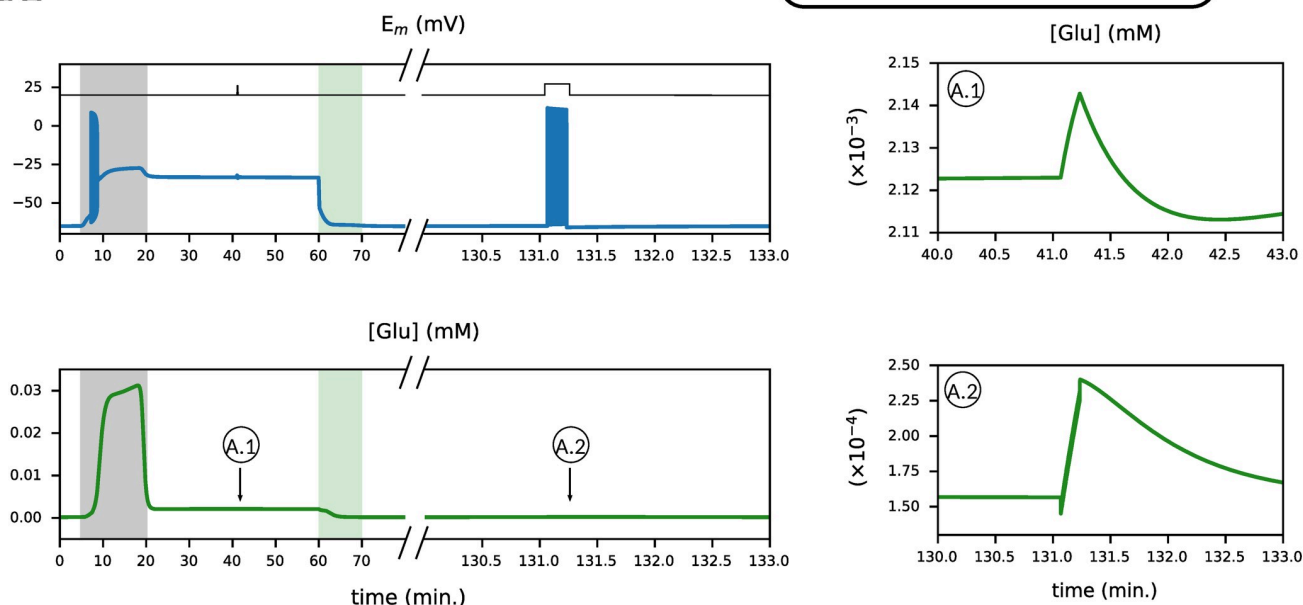 E_m (mV)
25
0
−25
−50
0 10 20 30 40 50 60 70 130.5 131.0 131.5 132.0 132.5 133.0
[Glu] (mM)
A.1
(×10⁻³)
2.15
2.14
2.13
2.12
2.11
40.0 40.5 41.0 41.5 42.0 42.5 43.0
[Glu] (mM)
0.03
0.02
0.01
0.00
A.1 A.2
0 10 20 30 40 50 60 70 130.5 131.0 131.5 132.0 132.5 133.0
time (min.)
A.2
(×10⁻⁴)
2.50
2.25
2.00
1.75
1.50
130.0 130.5 131.0 131.5 132.0 132.5 133.0
time (min.)